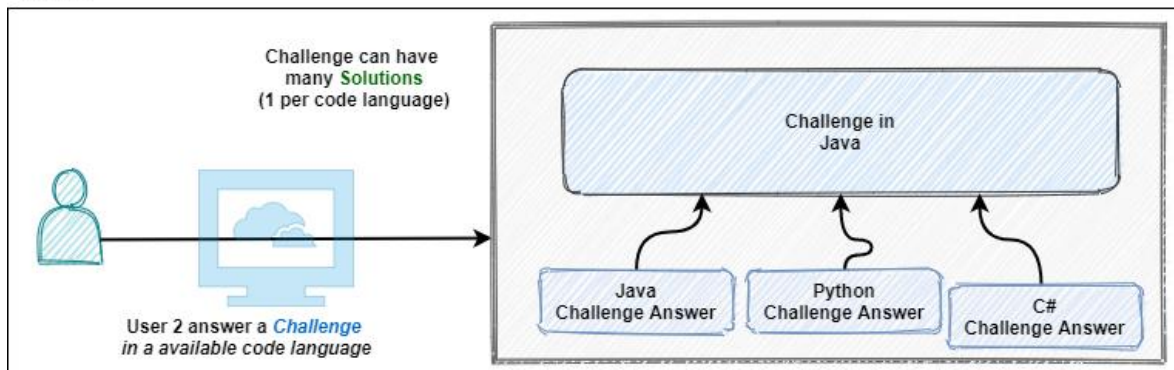 Challenge can have
many Solutions
(1 per code language)
User 2 answer a Challenge
in a available code language
Challenge in
Java
Java
Challenge Answer
Python
Challenge Answer
C#
Challenge Answer